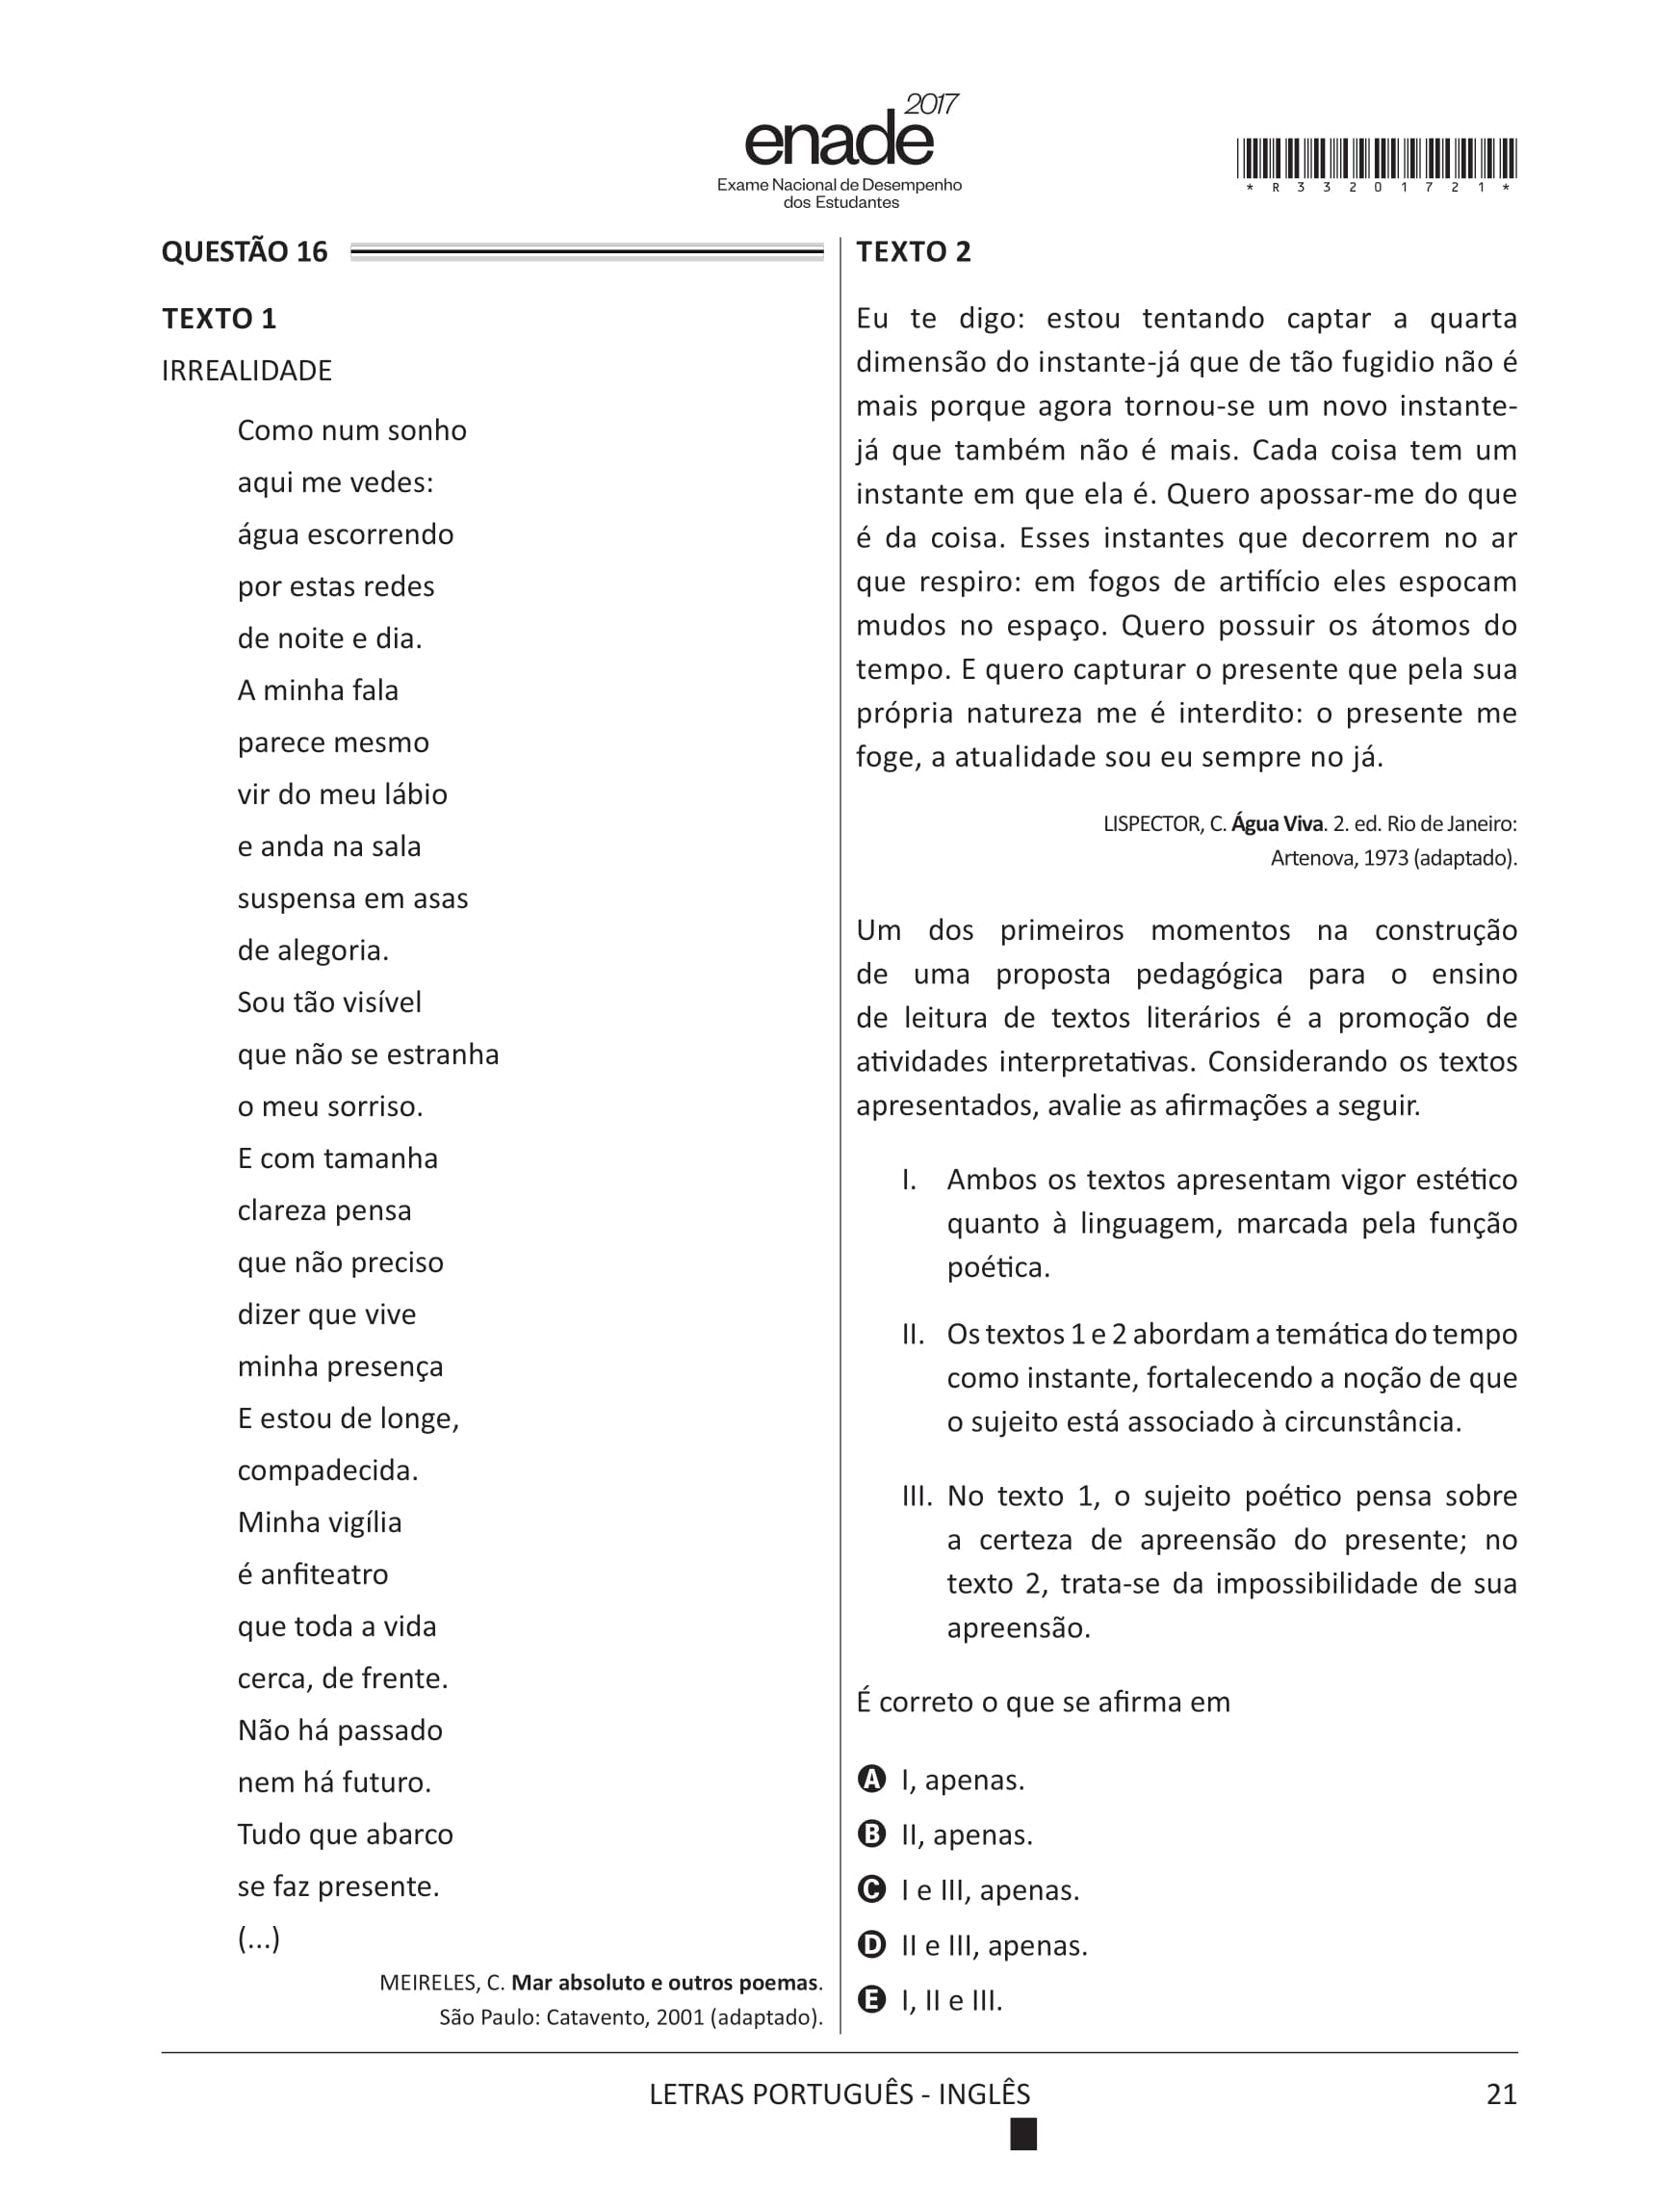 2017
enade
Exame Nacional de Desempenho
dos Estudantes
* R 3 3 2 0 1 7 2 1 *
QUESTÃO 16
TEXTO 1
IRREALIDADE
Como num sonho
aqui me vedes:
água escorrendo
por estas redes
de noite e dia.
A minha fala
parece mesmo
vir do meu lábio
e anda na sala
suspensa em asas
de alegoria.
Sou tão visível
que não se estranha
o meu sorriso.
E com tamanha
clareza pensa
que não preciso
dizer que vive
minha presença
E estou de longe,
compadecida.
Minha vigília
é anfiteatro
que toda a vida
cerca, de frente.
Não há passado
nem há futuro.
Tudo que abarco
se faz presente.
(...)
MEIRELES, C. Mar absoluto e outros poemas.
São Paulo: Catavento, 2001 (adaptado).
TEXTO 2
Eu te digo: estou tentando captar a quarta
dimensão do instante-já que de tão fugidio não é
mais porque agora tornou-se um novo instante-
já que também não é mais. Cada coisa tem um
instante em que ela é. Quero apossar-me do que
é da coisa. Esses instantes que decorrem no ar
que respiro: em fogos de artifício eles espocam
mudos no espaço. Quero possuir os átomos do
tempo. E quero capturar o presente que pela sua
própria natureza me é interdito: o presente me
foge, a atualidade sou eu sempre no já.
LISPECTOR, C. Água Viva. 2. ed. Rio de Janeiro:
Artenova, 1973 (adaptado).
Um dos primeiros momentos na construção
de uma proposta pedagógica para o ensino
de leitura de textos literários é a promoção de
atividades interpretativas. Considerando os textos
apresentados, avalie as afirmações a seguir.
I. Ambos os textos apresentam vigor estético
quanto à linguagem, marcada pela função
poética.
II. Os textos 1 e 2 abordam a temática do tempo
como instante, fortalecendo a noção de que
o sujeito está associado à circunstância.
III. No texto 1, o sujeito poético pensa sobre
a certeza de apreensão do presente; no
texto 2, trata-se da impossibilidade de sua
apreensão.
É correto o que se afirma em
A I, apenas.
B II, apenas.
C I e III, apenas.
D II e III, apenas.
E I, II e III.
LETRAS PORTUGUÊS - INGLÊS
21